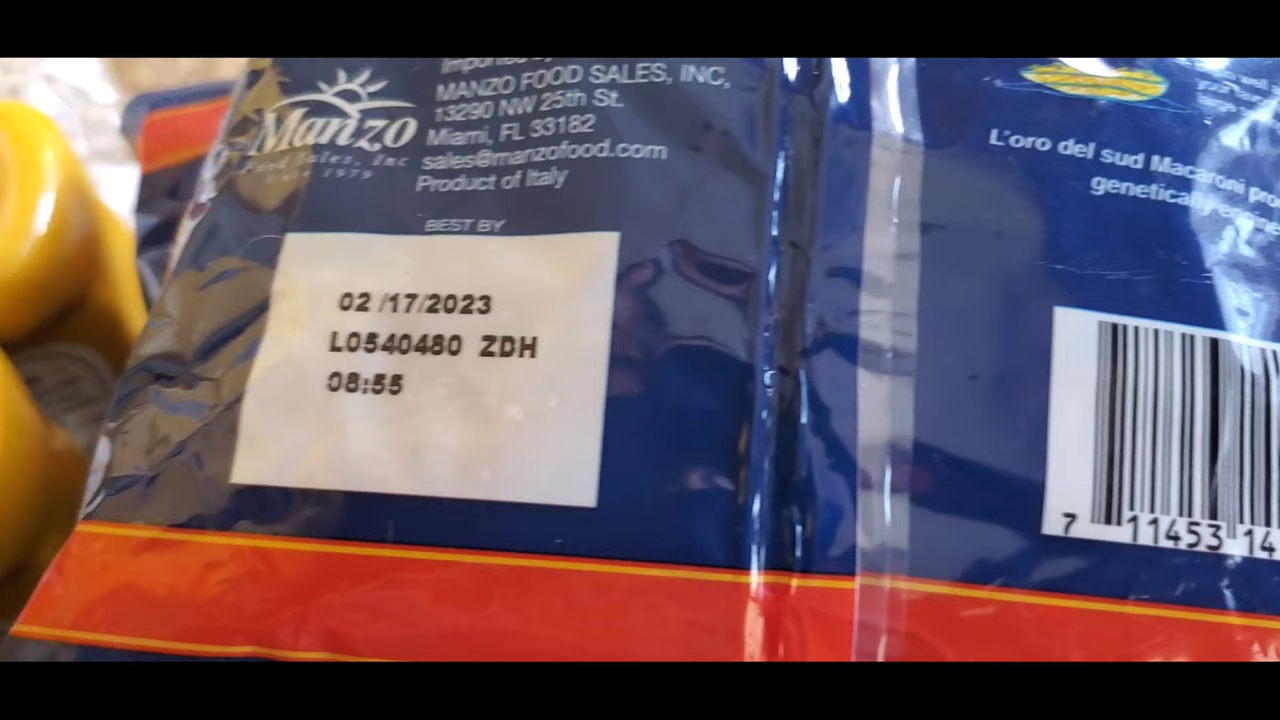 Imported by
MANZO FOOD SALES, INC,
13290 NW 25th St.
Miami, FL 33182
sales@manzofood.com
Product of Italy
Manzo
Food Sales, Inc
Since 1979
BEST BY
02 /17/2023
L0540480 ZDH
08:55
L'oro del sud Macaroni
genetically
7 11453 14